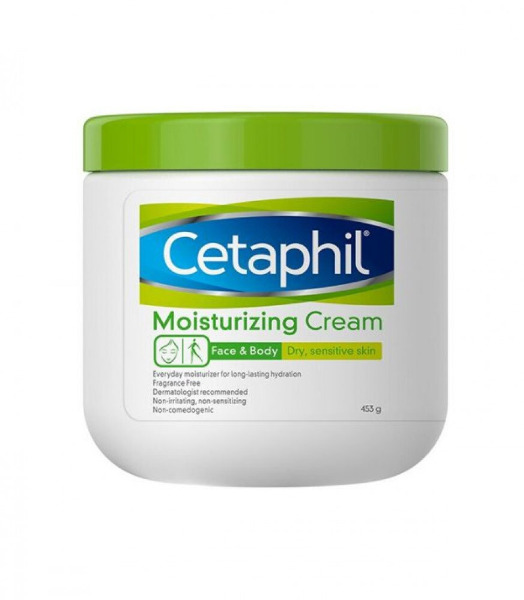 Cetaphil®
Moisturizing Cream
Face & Body Dry, sensitive skin
Everyday moisturizer for long-lasting hydration
Fragrance Free
Dermatologist recommended
Non-irritating, non-sensitizing
Non-comedogenic
453 g